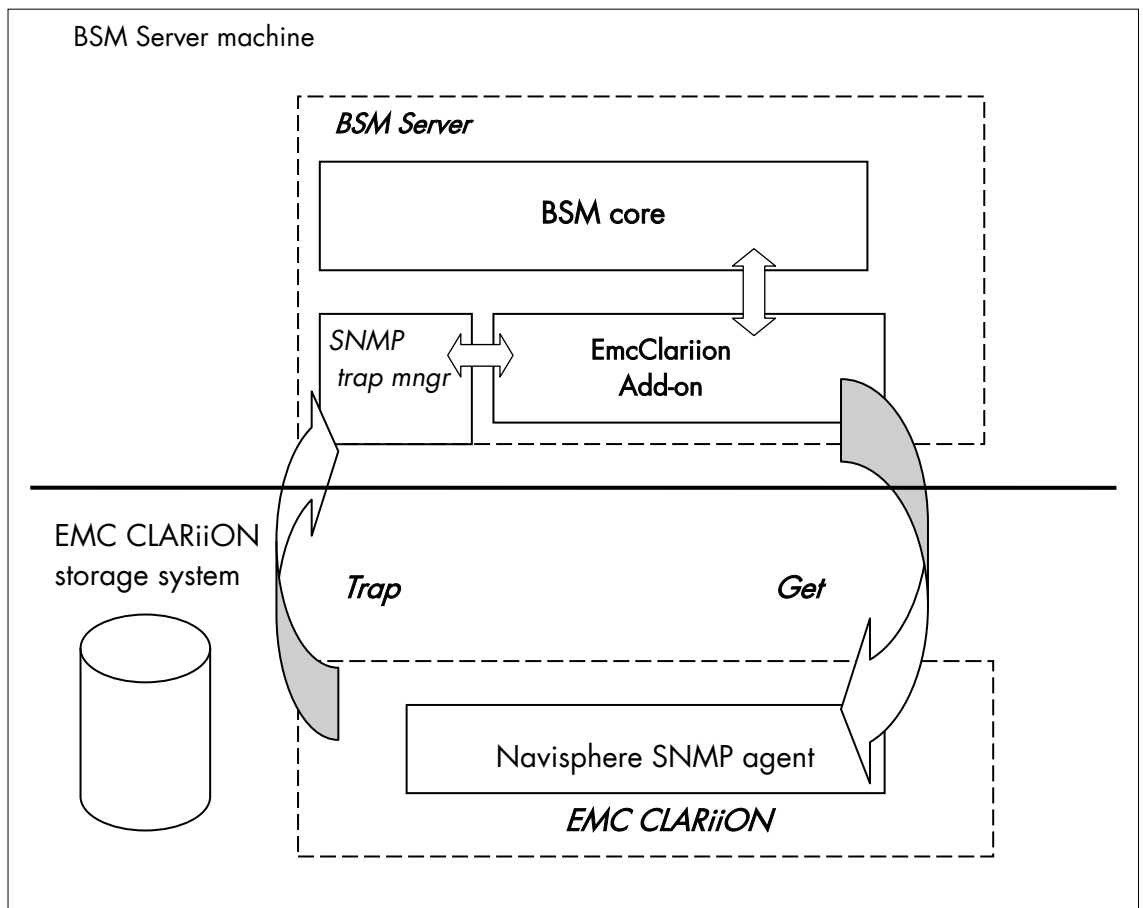 BSM Server machine
BSM Server
BSM core
SNMP
trap mngr
EmcClariion
Add-on
EMC CLARiiON
storage system
Trap
Get
Navisphere SNMP agent
EMC CLARiiON